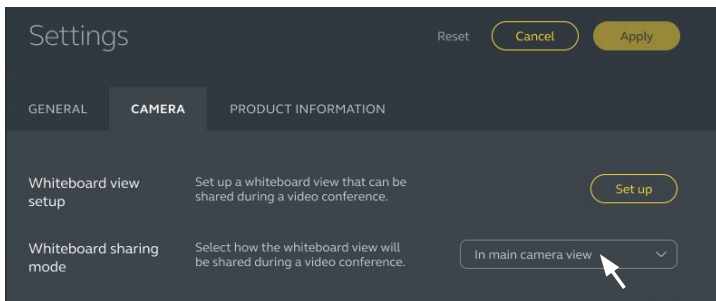 Settings
Reset
Cancel
Apply
GENERAL
CAMERA
PRODUCT INFORMATION
Whiteboard view
setup
Set up a whiteboard view that can be
shared during a video conference.
Set up
Whiteboard sharing
mode
Select how the whiteboard view will
be shared during a video conference.
In main camera view